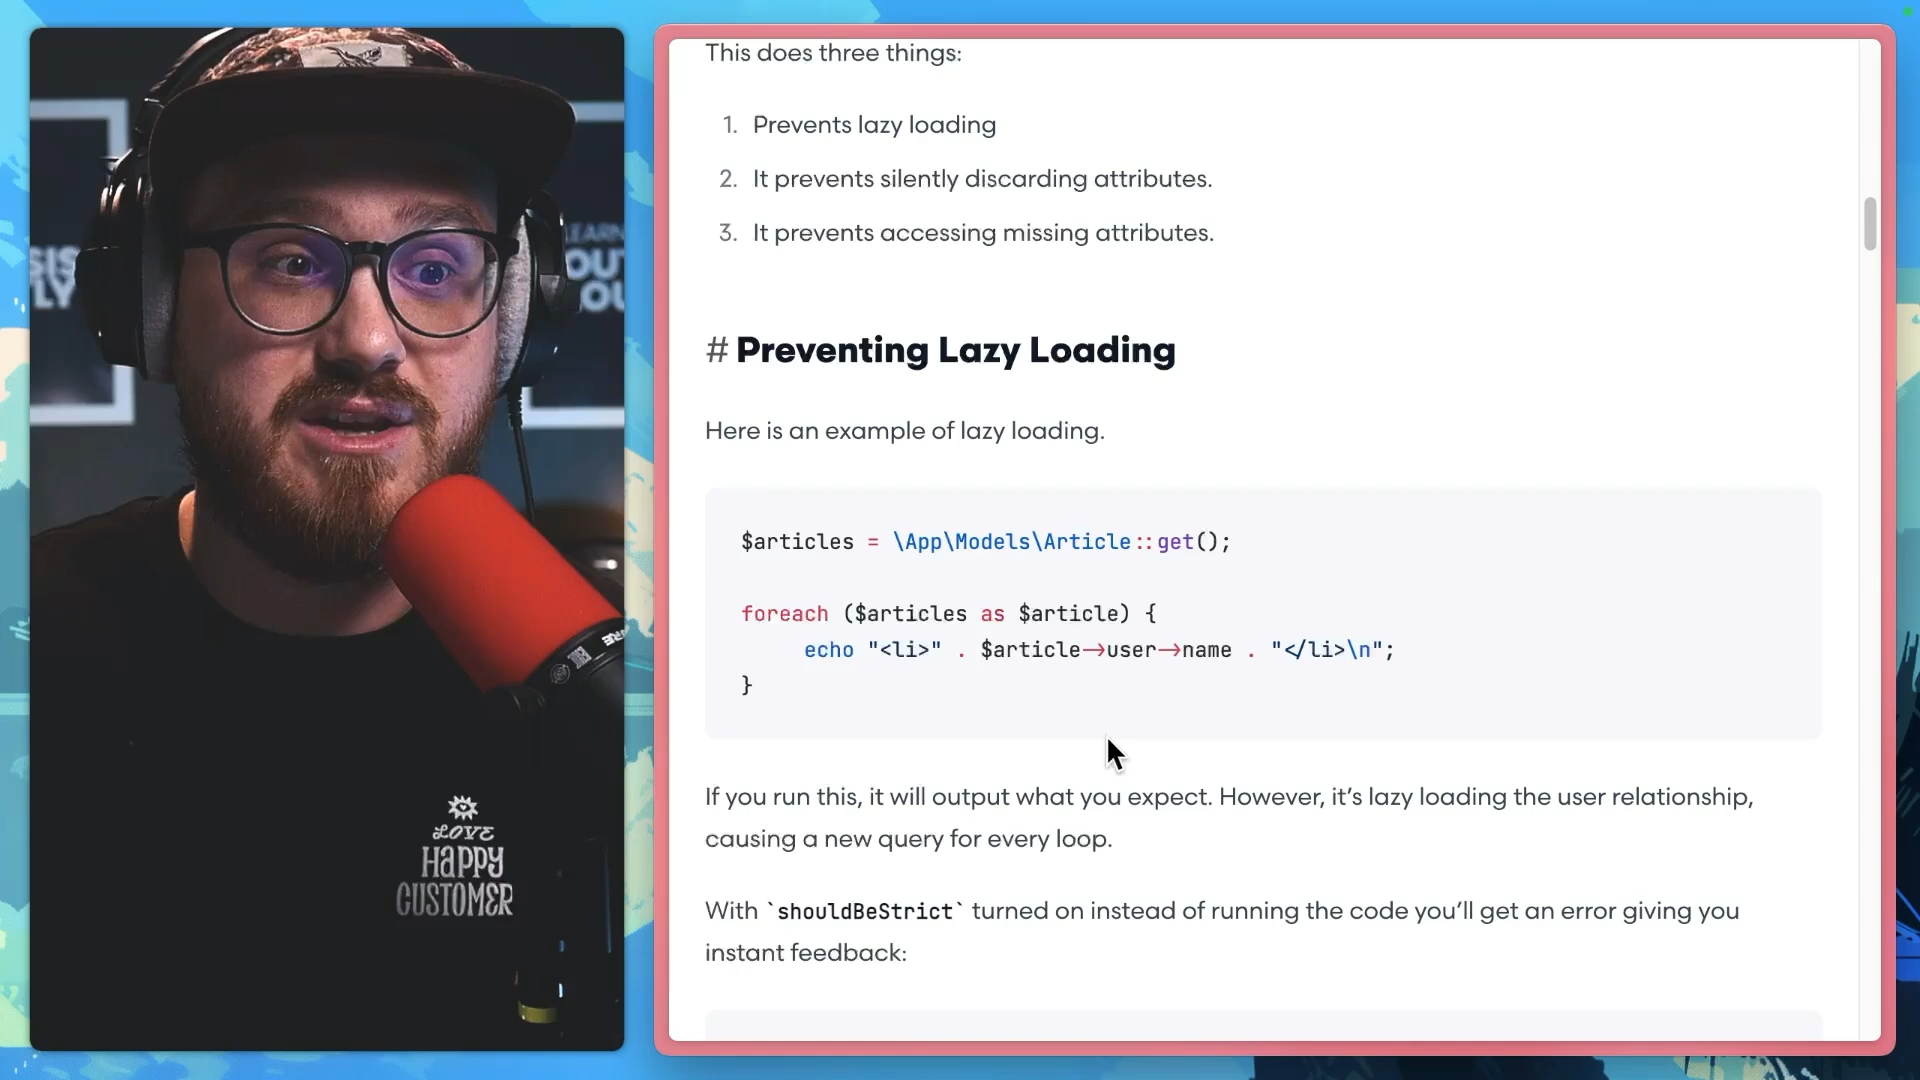 This does three things:
1. Prevents lazy loading
2. It prevents silently discarding attributes.
3. It prevents accessing missing attributes.
# Preventing Lazy Loading
Here is an example of lazy loading.
$articles = \App\Models\Article::get();
foreach ($articles as $article) {
echo "<li>" . $article->user->name . "</li>\n";
}
If you run this, it will output what you expect. However, it’s lazy loading the user relationship,
causing a new query for every loop.
With `shouldBeStrict` turned on instead of running the code you’ll get an error giving you
instant feedback:
LOVE
HAPPY
CUSTOMER